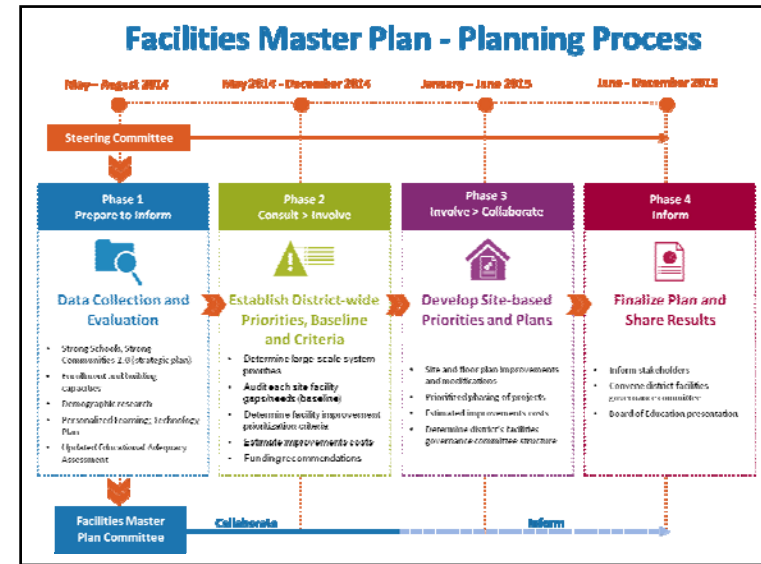 Facilities Master Plan - Planning Process
May – August 2014
May 2014 - December 2014
January – June 2015
June - December 2015
Steering Committee
Phase 1
Prepare to Inform
Data Collection and
Evaluation
• Strong Schools, Strong
Communities 2.0 (strategic plan)
• Enrollment and building
capacities
• Demographic research
• Personalized Learning; Technology
Plan
• Updated Educational Adequacy
Assessment
Phase 2
Consult > Involve
Establish District-wide
Priorities, Baseline
and Criteria
• Determine large-scale system
priorities
• Audit each site facility
gaps/needs (baseline)
• Determine facility improvement
prioritization criteria
• Estimate improvements costs
• Funding recommendations
Phase 3
Involve > Collaborate
Develop Site-based
Priorities and Plans
• Site and floor plan improvements
and modifications
• Prioritized phasing of projects
• Estimated improvements costs
• Determine district's facilities
governance committee structure
Phase 4
Inform
Finalize Plan and
Share Results
• Inform stakeholders
• Convene district facilities
governance committee
• Board of Education presentation
Facilities Master
Plan Committee
Collaborate
Inform